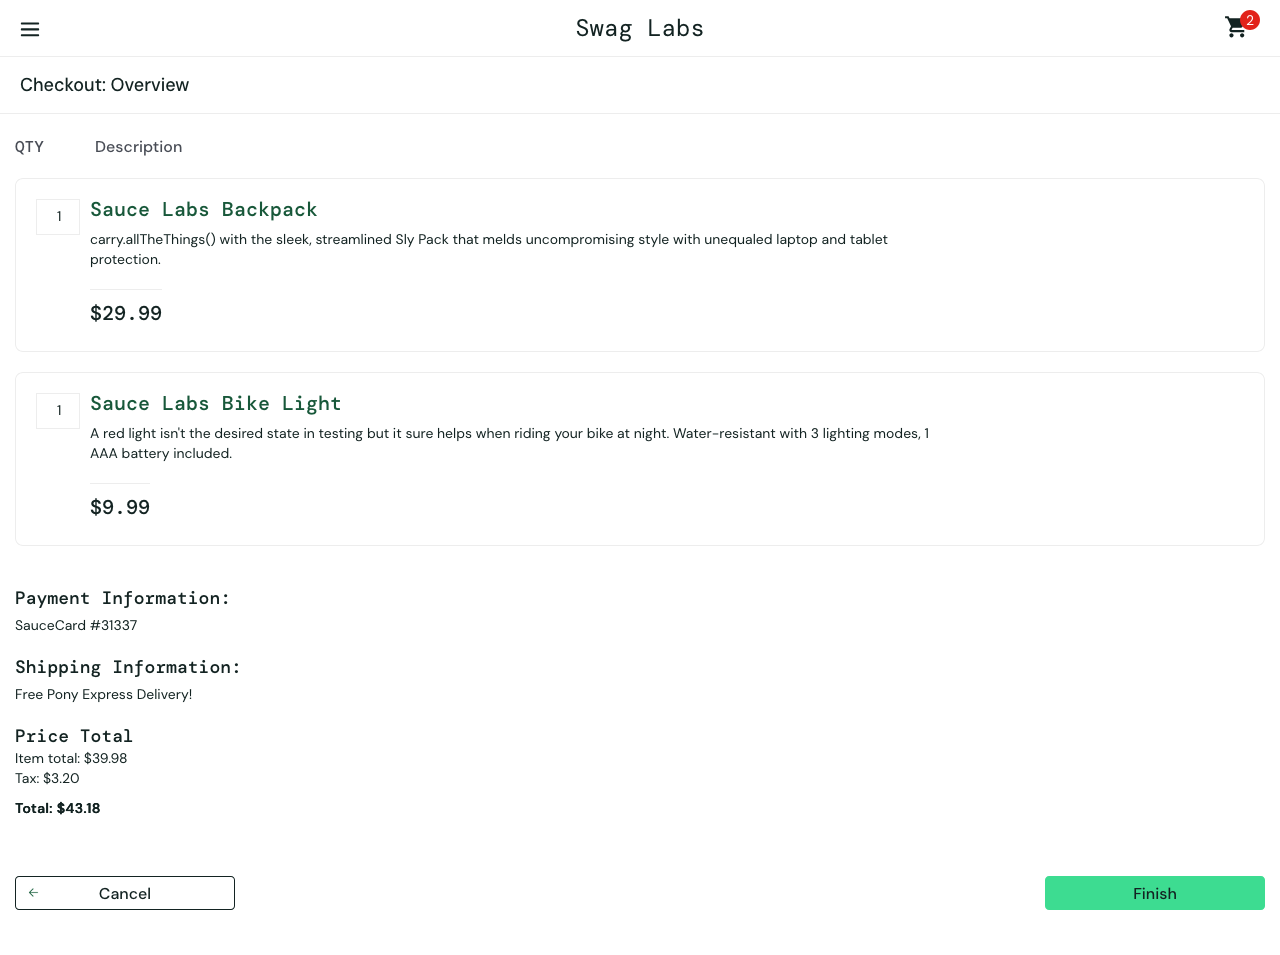 Swag Labs
2
Checkout: Overview
QTY Description
1
Sauce Labs Backpack
carry.allTheThings() with the sleek, streamlined Sly Pack that melds uncompromising style with unequaled laptop and tablet
protection.
$29.99
1
Sauce Labs Bike Light
A red light isn't the desired state in testing but it sure helps when riding your bike at night. Water-resistant with 3 lighting modes, 1
AAA battery included.
$9.99
Payment Information:
SauceCard #31337
Shipping Information:
Free Pony Express Delivery!
Price Total
Item total: $39.98
Tax: $3.20
Total: $43.18
Cancel
Finish